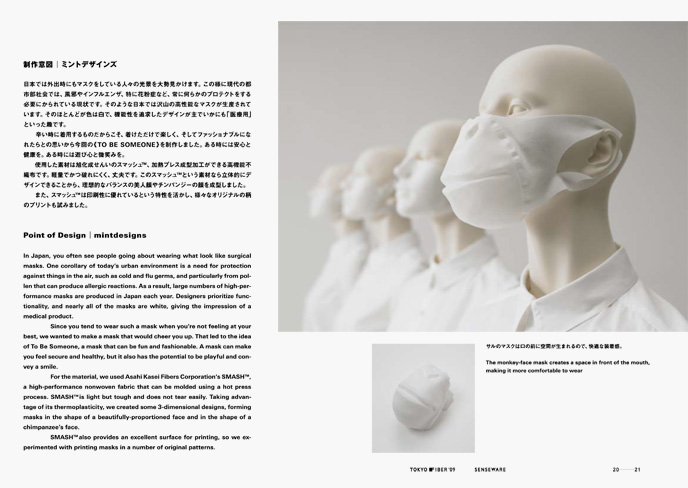 制作意図｜ミントデザインズ
日本では外出時にもマスクをしている人々の光景を大勢見かけます。この様に現代の都
市部社会では、風邪やインフルエンザ、特に花粉症など、常に何らかのプロテクトをする
必要にかられている現状です。そのような日本では沢山の高性能なマスクが生産されて
います。そのほとんどが色は白で、機能性を追求したデザインが主でいかにも「医療用」
といった趣です。
辛い時に着用するものだからこそ、着けただけで楽しく、そしてファッショナブルにな
れたらとの思いから今回の《TO BE SOMEONE》を制作しました。ある時には安心と
健康を。ある時には遊び心と微笑みを。
使用した素材は旭化成せんいのスマッシュ™、加熱プレス成型加工ができる高機能不
織布です。軽量でかつ破れにくく、丈夫です。このスマッシュ™という素材なら立体的にデ
ザインできることから、理想的なバランスの美人顔やチンパンジーの顔を成型しました。
また、スマッシュ™は印刷性に優れているという特性を活かし、様々なオリジナルの柄
のプリントも試みました。
Point of Design｜mintdesigns
In Japan, you often see people going about wearing what look like surgical
masks. One corollary of today's urban environment is a need for protection
against things in the air, such as cold and flu germs, and particularly from pol-
len that can produce allergic reactions. As a result, large numbers of high-per-
formance masks are produced in Japan each year. Designers prioritize func-
tionality, and nearly all of the masks are white, giving the impression of a
medical product.
Since you tend to wear such a mask when you're not feeling at your
best, we wanted to make a mask that would cheer you up. That led to the idea
of To Be Someone, a mask that can be fun and fashionable. A mask can make
you feel secure and healthy, but it also has the potential to be playful and con-
vey a smile.
For the material, we used Asahi Kasei Fibers Corporation's SMASH™,
a high-performance nonwoven fabric that can be molded using a hot press
process. SMASH™ is light but tough and does not tear easily. Taking advan-
tage of its thermoplasticity, we created some 3-dimensional designs, forming
masks in the shape of a beautifully-proportioned face and in the shape of a
chimpanzee's face.
SMASH™ also provides an excellent surface for printing, so we ex-
perimented with printing masks in a number of original patterns.
サルのマスクは口の前に空間が生まれるので、快適な装着感。
The monkey-face mask creates a space in front of the mouth,
making it more comfortable to wear
TOKYO FIBER '09 SENSEWARE
20 — 21